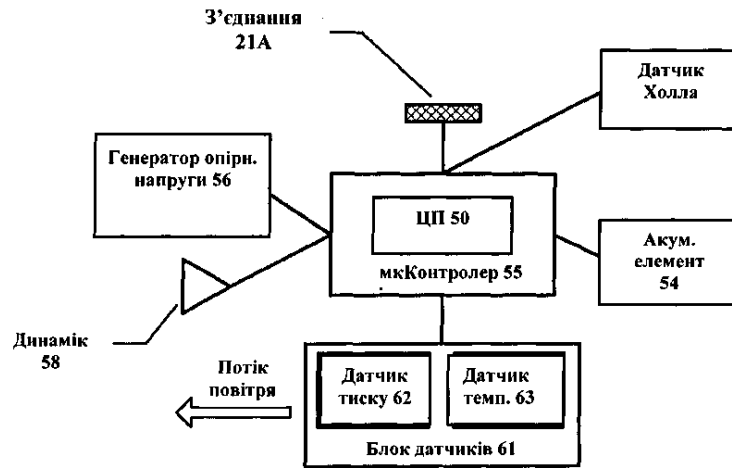 З’єднання
21А
Датчик
Холла
Генератор опірн.
напруги 56
ЦП 50
мкКонтролер 55
Акум.
елемент
54
Динамік
58
Потік
повітря
Датчик
тиску 62
Датчик
темп. 63
Блок датчиків 61